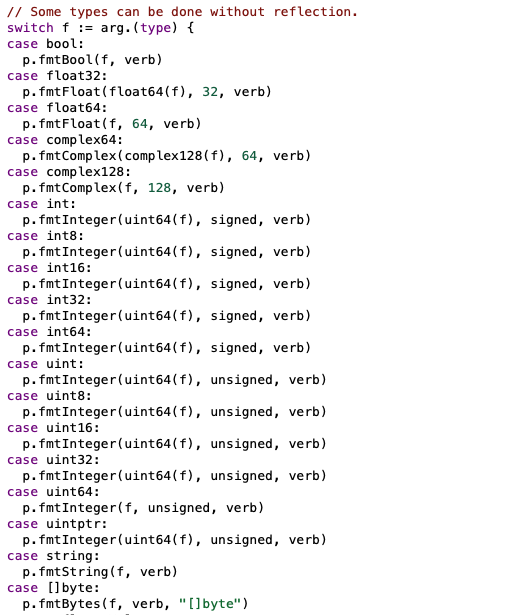 // Some types can be done without reflection.
switch f := arg.(type) {
case bool:
  p.fmtBool(f, verb)
case float32:
  p.fmtFloat(float64(f), 32, verb)
case float64:
  p.fmtFloat(f, 64, verb)
case complex64:
  p.fmtComplex(complex128(f), 64, verb)
case complex128:
  p.fmtComplex(f, 128, verb)
case int:
  p.fmtInteger(uint64(f), signed, verb)
case int8:
  p.fmtInteger(uint64(f), signed, verb)
case int16:
  p.fmtInteger(uint64(f), signed, verb)
case int32:
  p.fmtInteger(uint64(f), signed, verb)
case int64:
  p.fmtInteger(uint64(f), signed, verb)
case uint:
  p.fmtInteger(uint64(f), unsigned, verb)
case uint8:
  p.fmtInteger(uint64(f), unsigned, verb)
case uint16:
  p.fmtInteger(uint64(f), unsigned, verb)
case uint32:
  p.fmtInteger(uint64(f), unsigned, verb)
case uint64:
  p.fmtInteger(f, unsigned, verb)
case uintptr:
  p.fmtInteger(uint64(f), unsigned, verb)
case string:
  p.fmtString(f, verb)
case []byte:
  p.fmtBytes(f, verb, "[]byte")